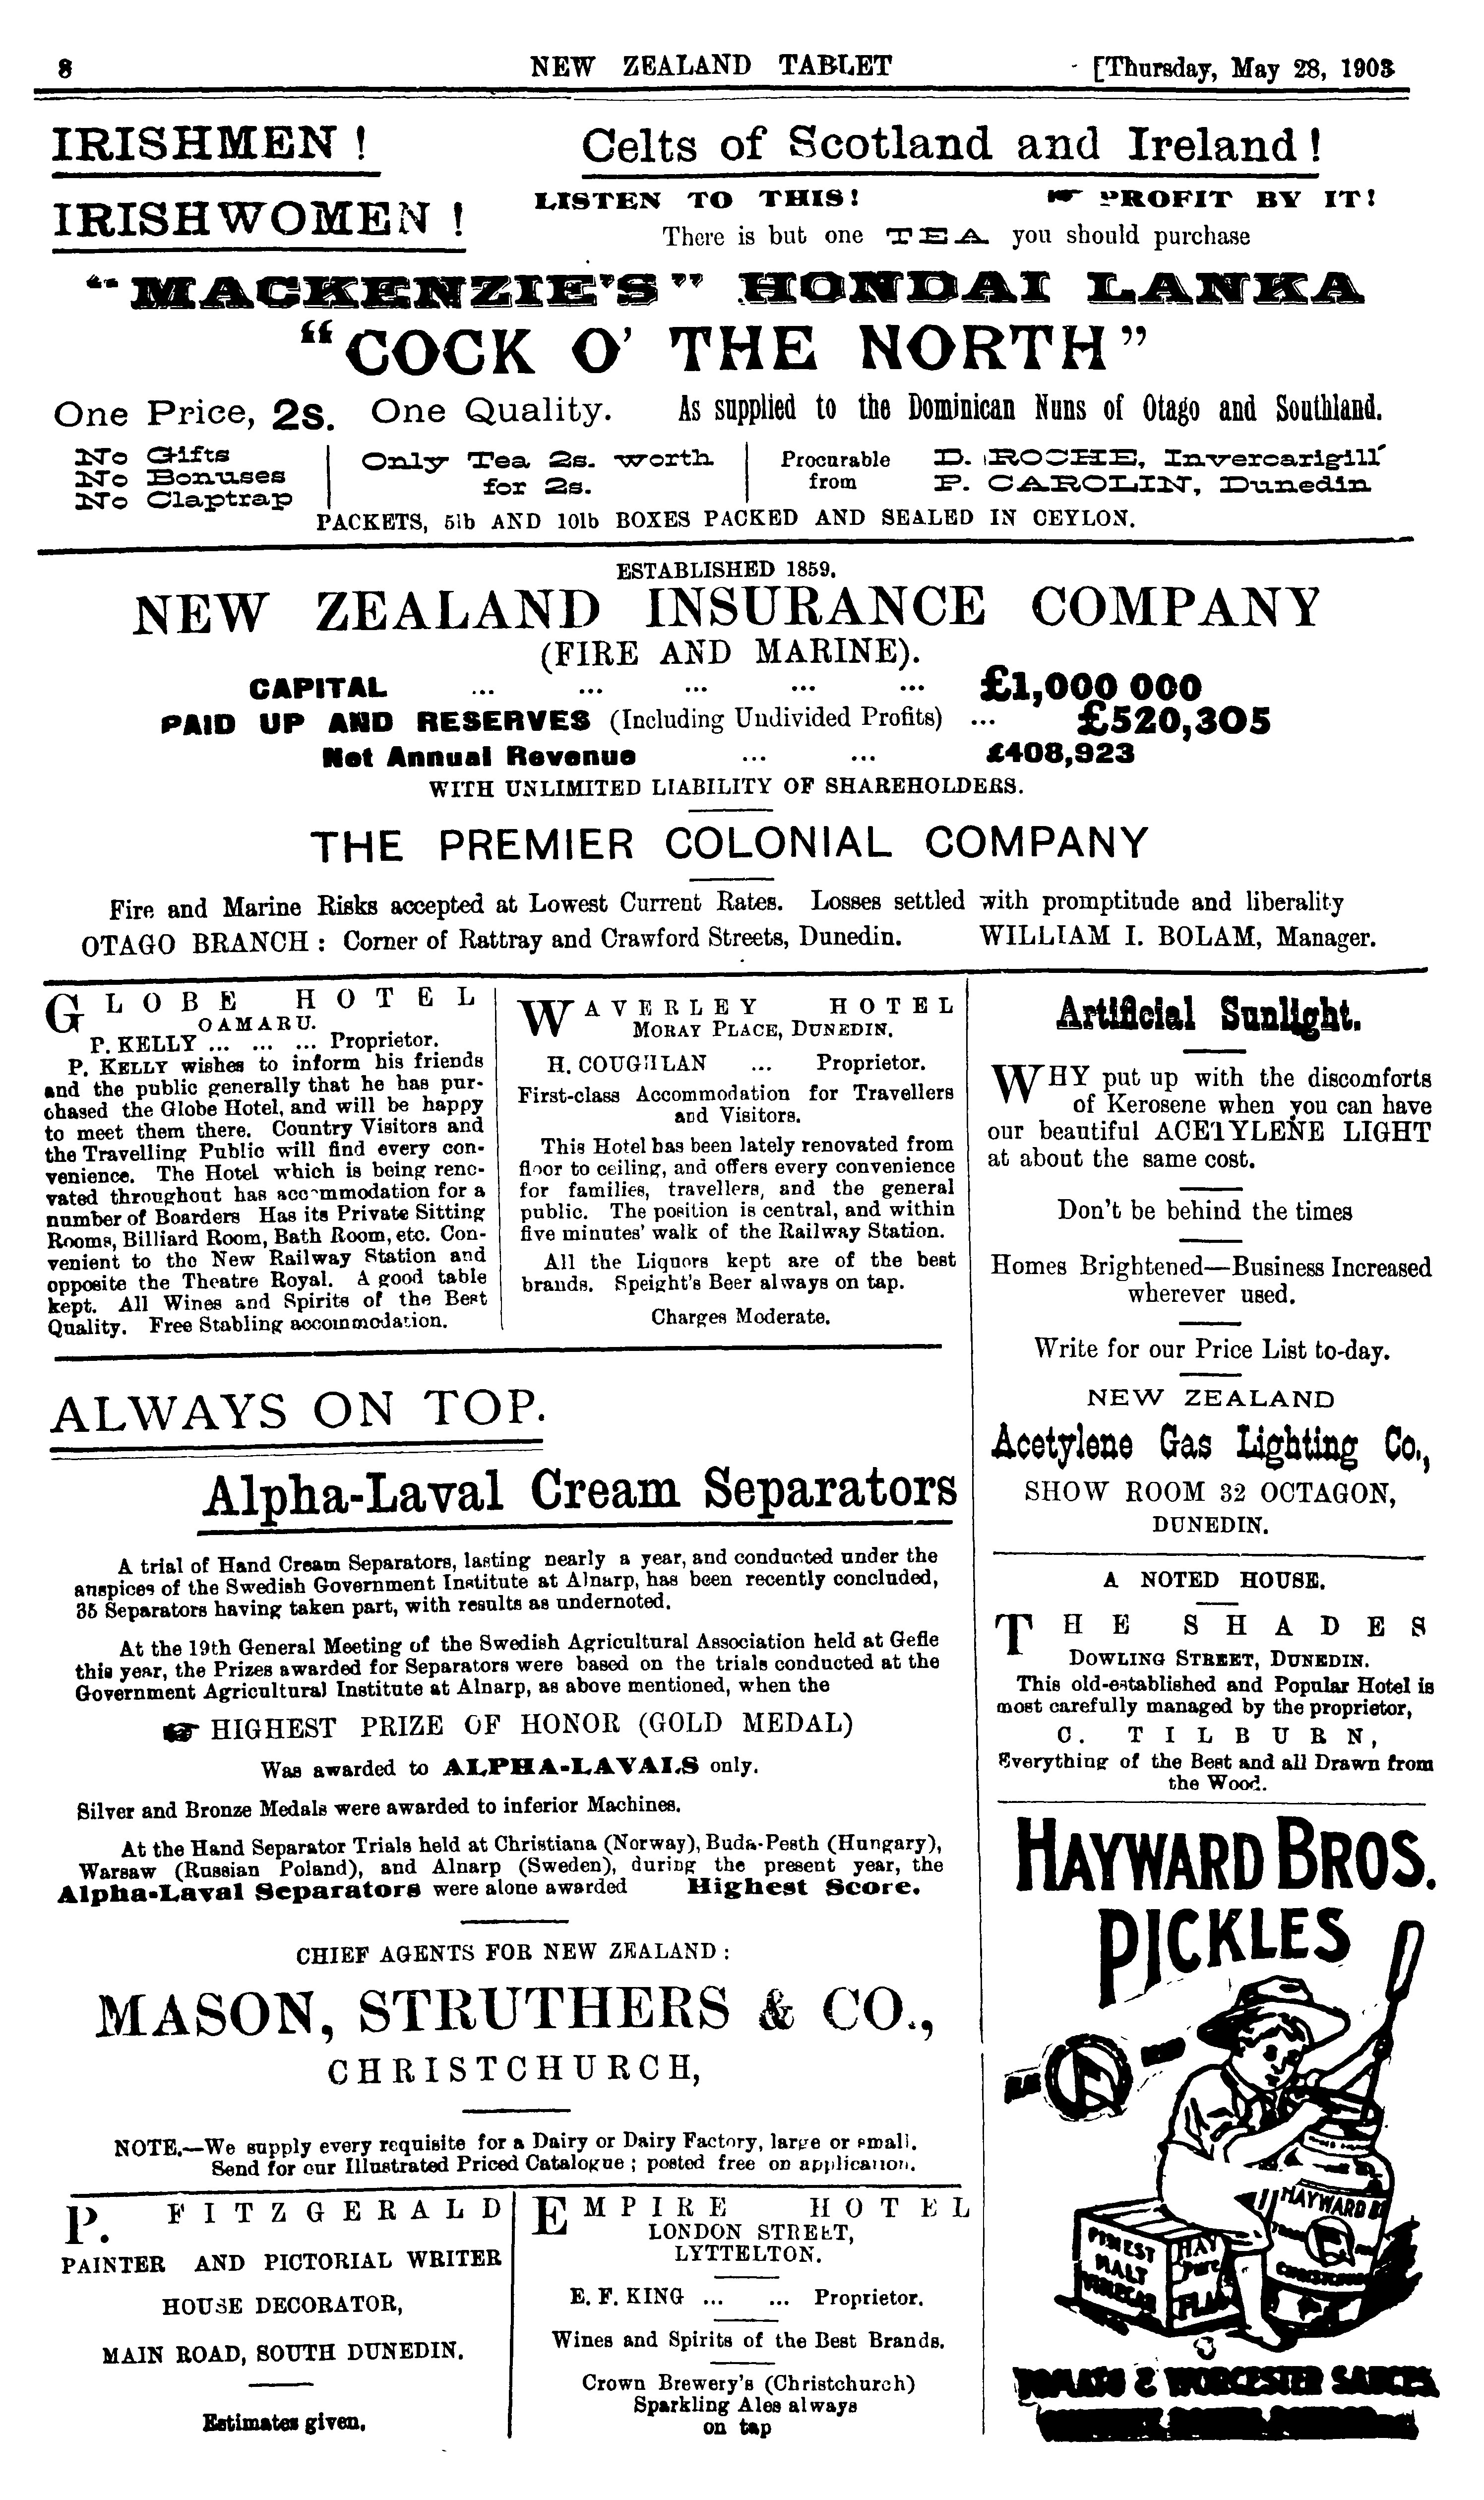 8
NEW ZEALAND TABLET
[Thursday, May 28, 1903
IRISHMEN !
IRISHWOMEN !
Celts of Scotland and Ireland !
LISTEN TO THIS! ☛ PROFIT BY IT!
There is but one TEA you should purchase
"MACKENZIE'S" HONDAI LANKA
"COCK O' THE NORTH"
One Price, 2s. One Quality. As supplied to the Dominican Nuns of Otago and Southland.
No Gifts
No Bonuses
No Claptrap
Only Tea 2s. worth
for 2s.
Procurable
from
D. ROCHE, Invercarigill
P. CAROLIN, Dunedin
PACKETS, 5lb AND 10lb BOXES PACKED AND SEALED IN CEYLON.
ESTABLISHED 1859.
NEW ZEALAND INSURANCE COMPANY
(FIRE AND MARINE).
CAPITAL ... ... ... ... ... £1,000 000
PAID UP AND RESERVES (Including Undivided Profits) ... £520,305
Net Annual Revenue ... ... £408,923
WITH UNLIMITED LIABILITY OF SHAREHOLDERS.
THE PREMIER COLONIAL COMPANY
Fire and Marine Risks accepted at Lowest Current Rates. Losses settled with promptitude and liberality
OTAGO BRANCH : Corner of Rattray and Crawford Streets, Dunedin. WILLIAM I. BOLAM, Manager.
GLOBE HOTEL
OAMARU.
P. KELLY ... ... ... Proprietor.
P. KELLY wishes to inform his friends
and the public generally that he has pur-
chased the Globe Hotel, and will be happy
to meet them there. Country Visitors and
the Travelling Public will find every con-
venience. The Hotel which is being reno-
vated throughout has accommodation for a
number of Boarders Has its Private Sitting
Rooms, Billiard Room, Bath Room, etc. Con-
venient to the New Railway Station and
opposite the Theatre Royal. A good table
kept. All Wines and Spirits of the Best
Quality. Free Stabling accommodation.
WAVERLEY HOTEL
MORAY PLACE, DUNEDIN.
H. COUGHLAN ... Proprietor.
First-class Accommodation for Travellers
and Visitors.
This Hotel has been lately renovated from
floor to ceiling, and offers every convenience
for families, travellers, and the general
public. The position is central, and within
five minutes' walk of the Railway Station.
All the Liquors kept are of the best
brands. Speight's Beer always on tap.
Charges Moderate.
ALWAYS ON TOP.
Alpha-Laval Cream Separators
A trial of Hand Cream Separators, lasting nearly a year, and conducted under the
auspices of the Swedish Government Institute at Alnarp, has been recently concluded,
35 Separators having taken part, with results as undernoted.
At the 19th General Meeting of the Swedish Agricultural Association held at Gefle
this year, the Prizes awarded for Separators were based on the trials conducted at the
Government Agricultural Institute at Alnarp, as above mentioned, when the
☛ HIGHEST PRIZE OF HONOR (GOLD MEDAL)
Was awarded to ALPHA-LAVALS only.
Silver and Bronze Medals were awarded to inferior Machines.
At the Hand Separator Trials held at Christiana (Norway), Buda-Pesth (Hungary),
Warsaw (Russian Poland), and Alnarp (Sweden), during the present year, the
Alpha-Laval Separators were alone awarded Highest Score.
CHIEF AGENTS FOR NEW ZEALAND :
MASON, STRUTHERS & CO.,
CHRISTCHURCH,
NOTE.—We supply every requisite for a Dairy or Dairy Factory, large or small.
Send for our Illustrated Priced Catalogue ; posted free on application.
P. FITZGERALD
PAINTER AND PICTORIAL WRITER
HOUSE DECORATOR,
MAIN ROAD, SOUTH DUNEDIN.
Estimates given.
EMPIRE HOTEL
LONDON STREET,
LYTTELTON.
E. F. KING ... ... Proprietor.
Wines and Spirits of the Best Brands.
Crown Brewery's (Christchurch)
Sparkling Ales always
on tap
Artificial Sunlight.
WHY put up with the discomforts
of Kerosene when you can have
our beautiful ACETYLENE LIGHT
at about the same cost.
Don't be behind the times
Homes Brightened—Business Increased
wherever used.
Write for our Price List to-day.
NEW ZEALAND
Acetylene Gas Lighting Co.,
SHOW ROOM 32 OCTAGON,
DUNEDIN.
A NOTED HOUSE.
THE SHADES
DOWLING STREET, DUNEDIN.
This old-established and Popular Hotel is
most carefully managed by the proprietor,
C. TILBURN,
Everything of the Best and all Drawn from
the Wood.
HAYWARD BROS.
PICKLES
HAYWARD B
FINEST
MALT
VINEGAR
HAY
Pure
TOMATO & WORCESTER SAUCES